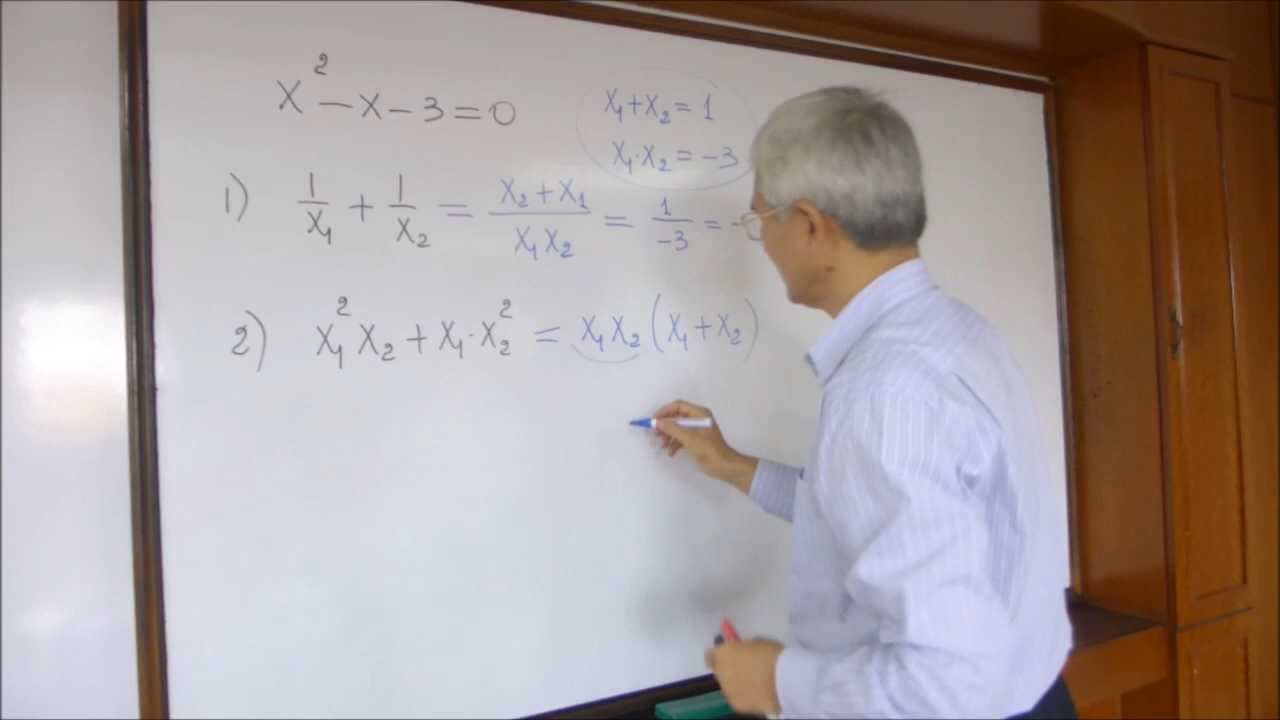 x² - x - 3 = 0
x₁ + x₂ = 1
x₁ · x₂ = -3
1) 1/x₁ + 1/x₂ = (x₂ + x₁)/(x₁x₂) = 1/-3 = -
2) x₁²x₂ + x₁·x₂² = x₁x₂(x₁ + x₂)